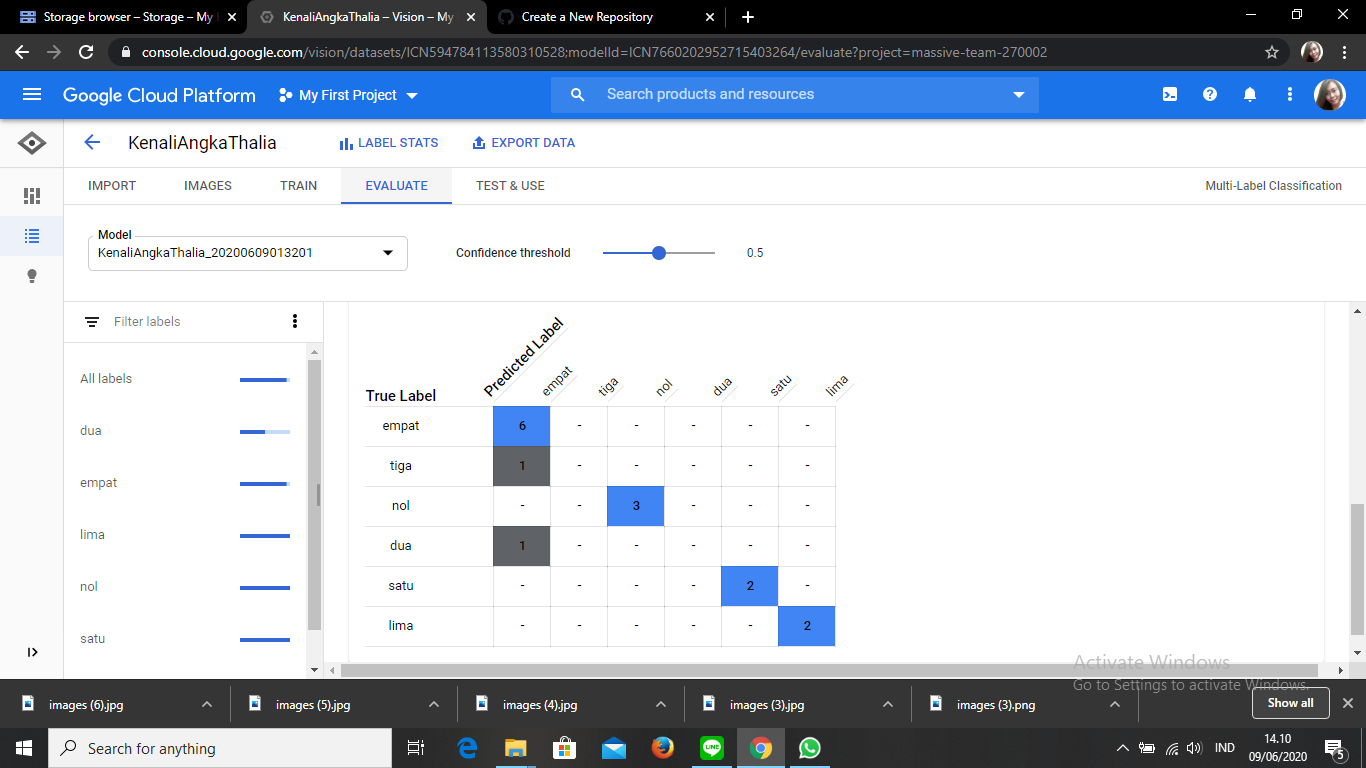 Storage browser – Storage – My
KenaliAngkaThalia – Vision – My
Create a New Repository
console.cloud.google.com/vision/datasets/ICN594784113580310528;modelId=ICN7660202952715403264/evaluate?project=massive-team-270002
Google Cloud Platform
My First Project
Search products and resources
KenaliAngkaThalia
LABEL STATS
EXPORT DATA
IMPORT
IMAGES
TRAIN
EVALUATE
TEST & USE
Multi-Label Classification
Model
KenaliAngkaThalia_20200609013201
Confidence threshold
0.5
Filter labels
All labels
dua
empat
lima
nol
satu
True Label
Predicted Label
empat tiga nol dua satu lima
empat 6 - - - - -
tiga 1 - - - - -
nol - - 3 - - -
dua 1 - - - - -
satu - - - - 2 -
lima - - - - - 2
Activate Windows
Go to Settings to activate Windows.
images (6).jpg
images (5).jpg
images (4).jpg
images (3).jpg
images (3).png
Show all
Search for anything
IND
14.10
09/06/2020
5